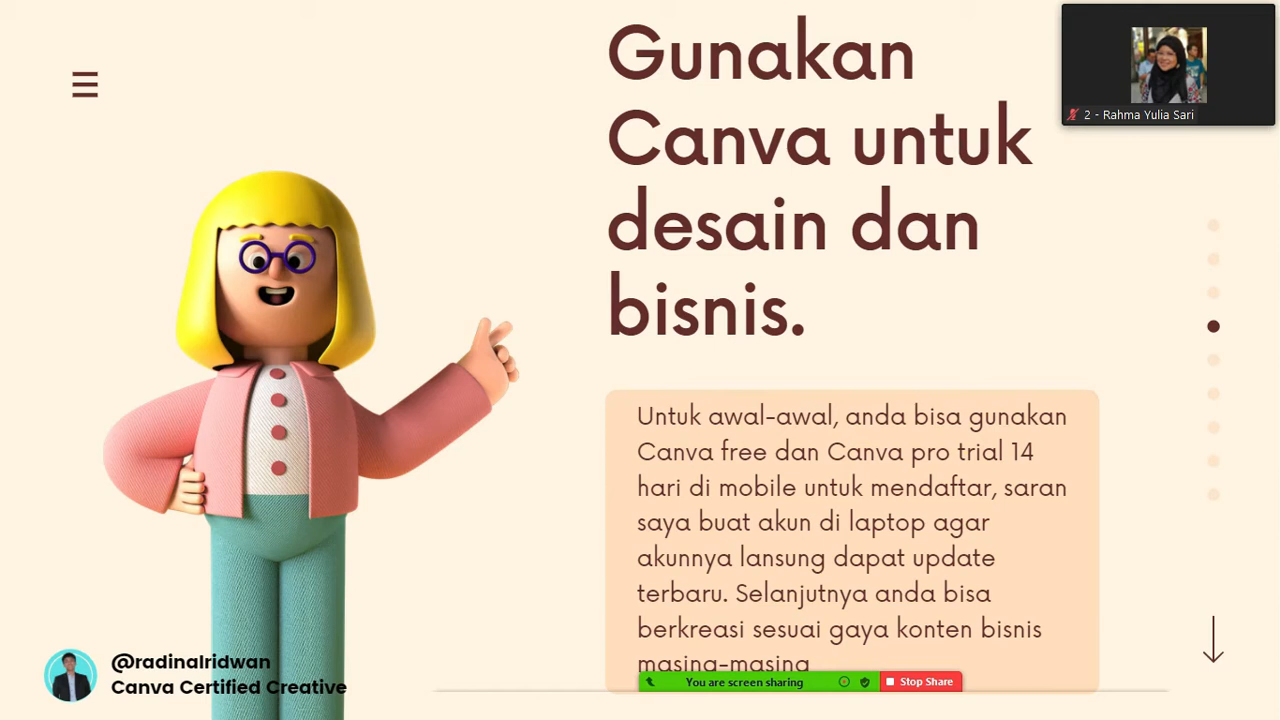 Gunakan
Canva untuk
desain dan
bisnis.
2 - Rahma Yulia Sari
Untuk awal-awal, anda bisa gunakan
Canva free dan Canva pro trial 14
hari di mobile untuk mendaftar, saran
saya buat akun di laptop agar
akunnya lansung dapat update
terbaru. Selanjutnya anda bisa
berkreasi sesuai gaya konten bisnis
masing-masing
You are screen sharing
Stop Share
@radinalridwan
Canva Certified Creative